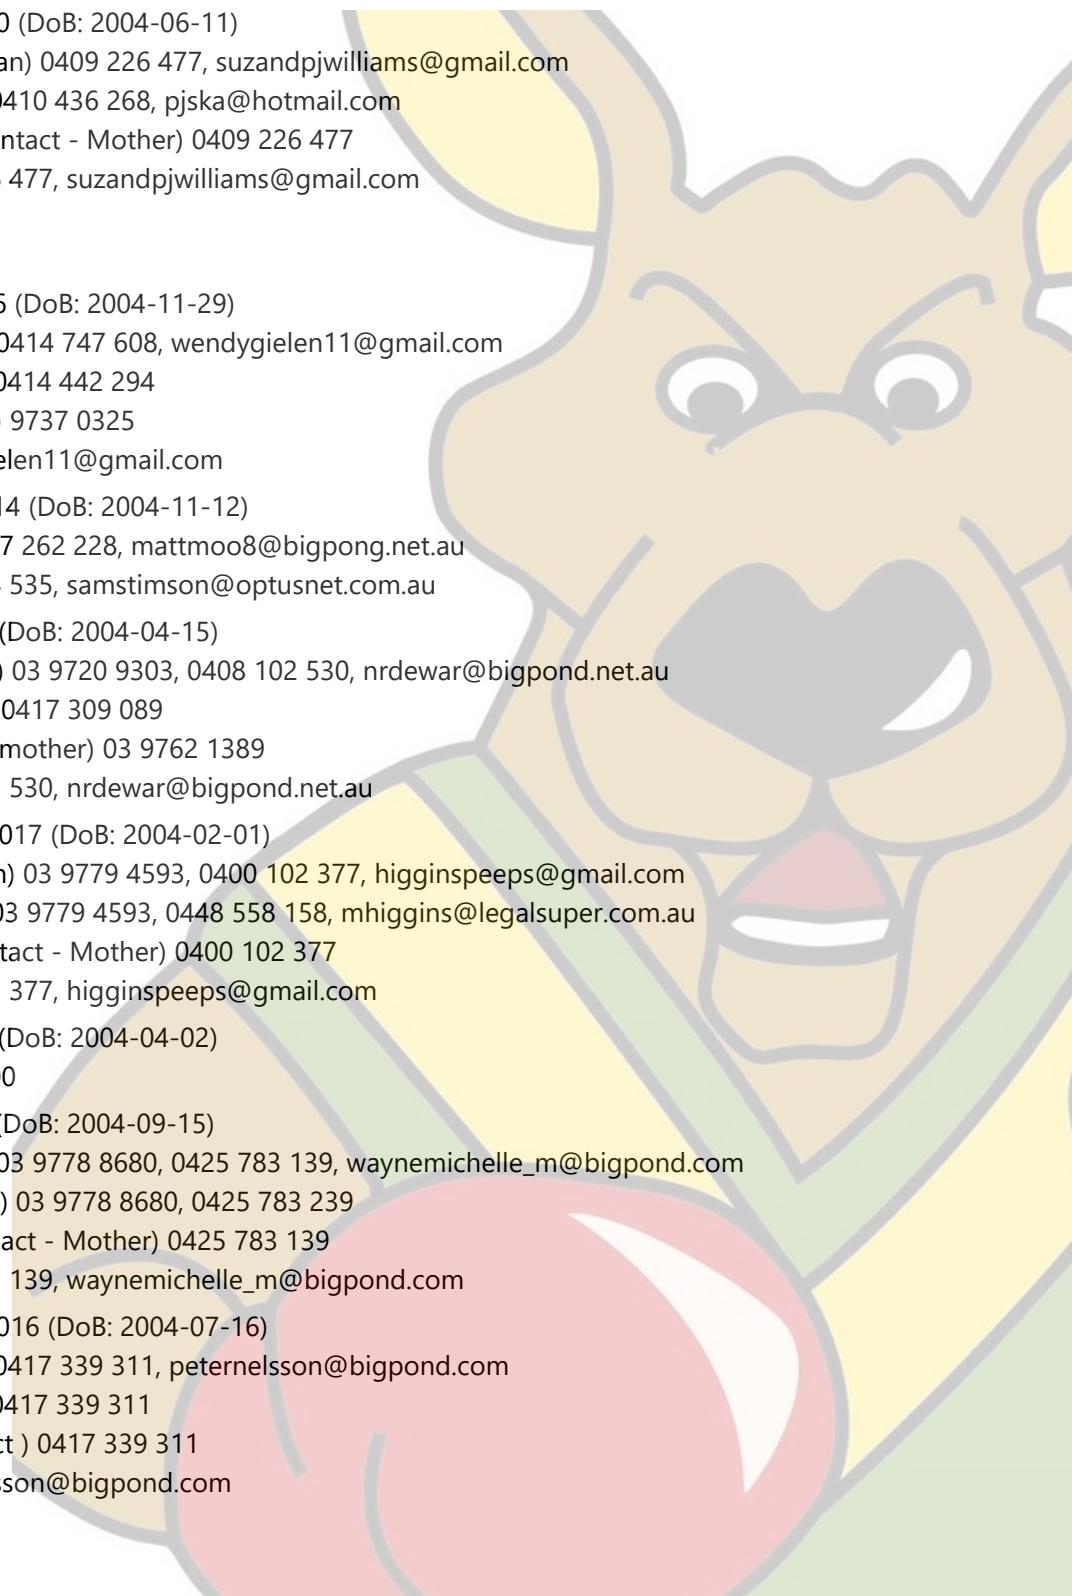 0 (DoB: 2004-06-11)
an) 0409 226 477, suzandpjwilliams@gmail.com
0410 436 268, pjska@hotmail.com
ntact - Mother) 0409 226 477
477, suzandpjwilliams@gmail.com
6 (DoB: 2004-11-29)
0414 747 608, wendygielen11@gmail.com
0414 442 294
9737 0325
elen11@gmail.com
14 (DoB: 2004-11-12)
7 262 228, mattmoo8@bigpong.net.au
535, samstimson@optusnet.com.au
(DoB: 2004-04-15)
) 03 9720 9303, 0408 102 530, nrdewar@bigpond.net.au
0417 309 089
mother) 03 9762 1389
530, nrdewar@bigpond.net.au
017 (DoB: 2004-02-01)
n) 03 9779 4593, 0400 102 377, higginspeeps@gmail.com
03 9779 4593, 0448 558 158, mhiggins@legalsuper.com.au
tact - Mother) 0400 102 377
377, higginspeeps@gmail.com
(DoB: 2004-04-02)
00
(DoB: 2004-09-15)
03 9778 8680, 0425 783 139, waynemichelle_m@bigpond.com
) 03 9778 8680, 0425 783 239
act - Mother) 0425 783 139
139, waynemichelle_m@bigpond.com
016 (DoB: 2004-07-16)
0417 339 311, peternelsson@bigpond.com
0417 339 311
ct ) 0417 339 311
sson@bigpond.com